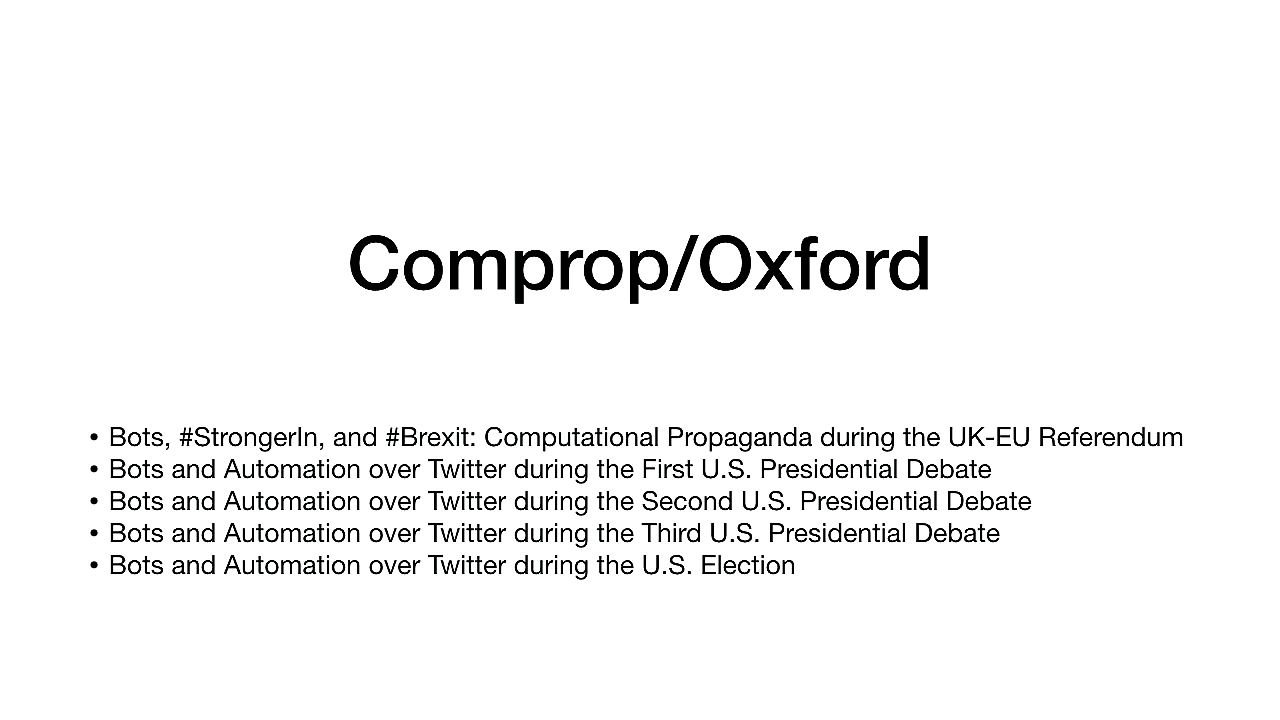 Comprop/Oxford
• Bots, #StrongerIn, and #Brexit: Computational Propaganda during the UK-EU Referendum
• Bots and Automation over Twitter during the First U.S. Presidential Debate
• Bots and Automation over Twitter during the Second U.S. Presidential Debate
• Bots and Automation over Twitter during the Third U.S. Presidential Debate
• Bots and Automation over Twitter during the U.S. Election